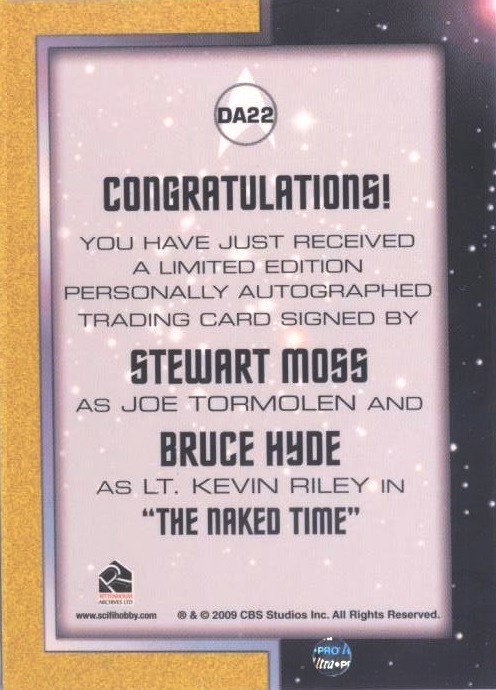 DA22
CONGRATULATIONS!
YOU HAVE JUST RECEIVED
A LIMITED EDITION
PERSONALLY AUTOGRAPHED
TRADING CARD SIGNED BY
STEWART MOSS
AS JOE TORMOLEN AND
BRUCE HYDE
AS LT. KEVIN RILEY IN
“THE NAKED TIME”
RITTENHOUSE
ARCHIVES LTD
www.scifihobby.com ® & © 2009 CBS Studios Inc. All Rights Reserved.
PRO